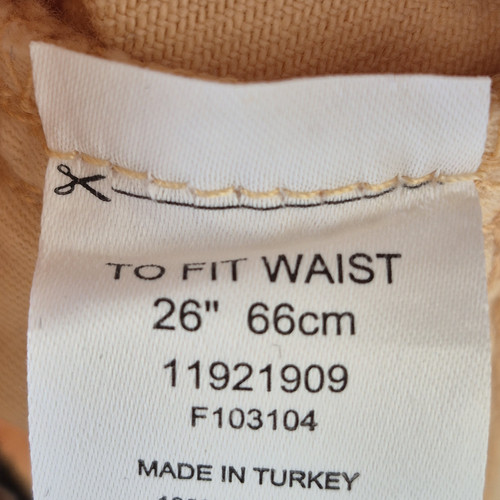 TO FIT WAIST
26" 66cm
11921909
F103104
MADE IN TURKEY